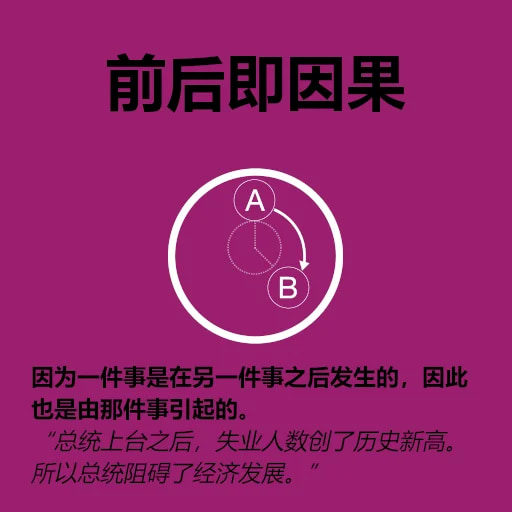 前后即因果
A
B
因为一件事是在另一件事之后发生的，因此
也是由那件事引起的。
“总统上台之后，失业人数创了历史新高。
所以总统阻碍了经济发展。”